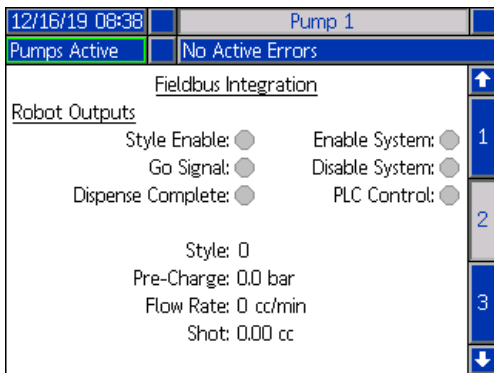 12/16/19 08:38 Pump 1
Pumps Active No Active Errors
Fieldbus Integration
Robot Outputs
Style Enable: Enable System:
Go Signal: Disable System:
Dispense Complete: PLC Control:
Style: 0
Pre-Charge: 0.0 bar
Flow Rate: 0 cc/min
Shot: 0.00 cc
1
2
3